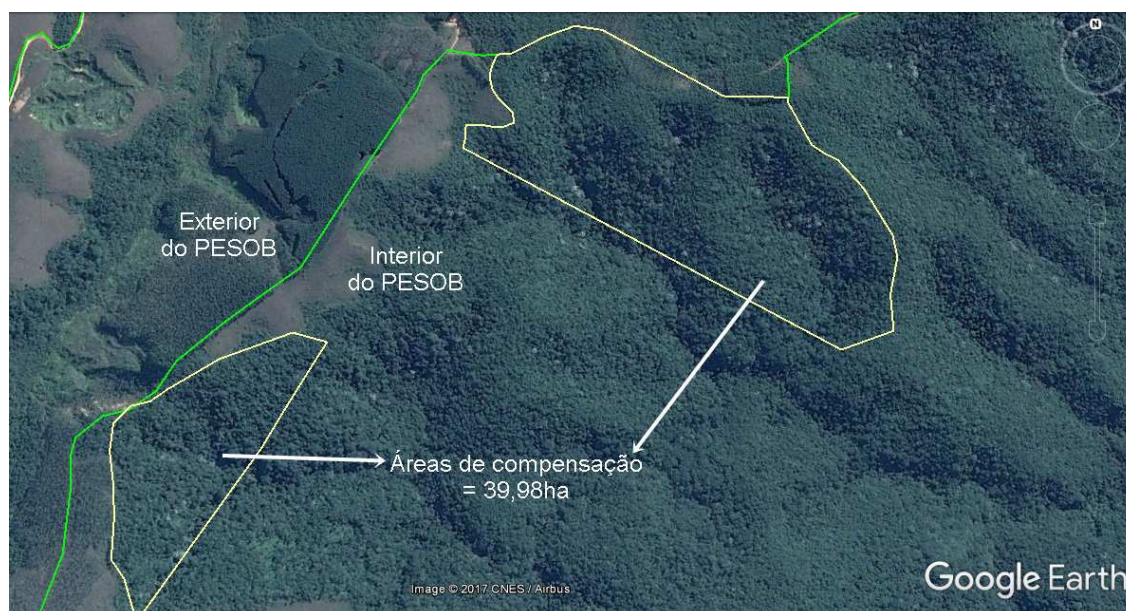 N
Exterior
do PESOB
Interior
do PESOB
Áreas de compensação
= 39,98ha
Image © 2017 CNES / Airbus
Google Earth